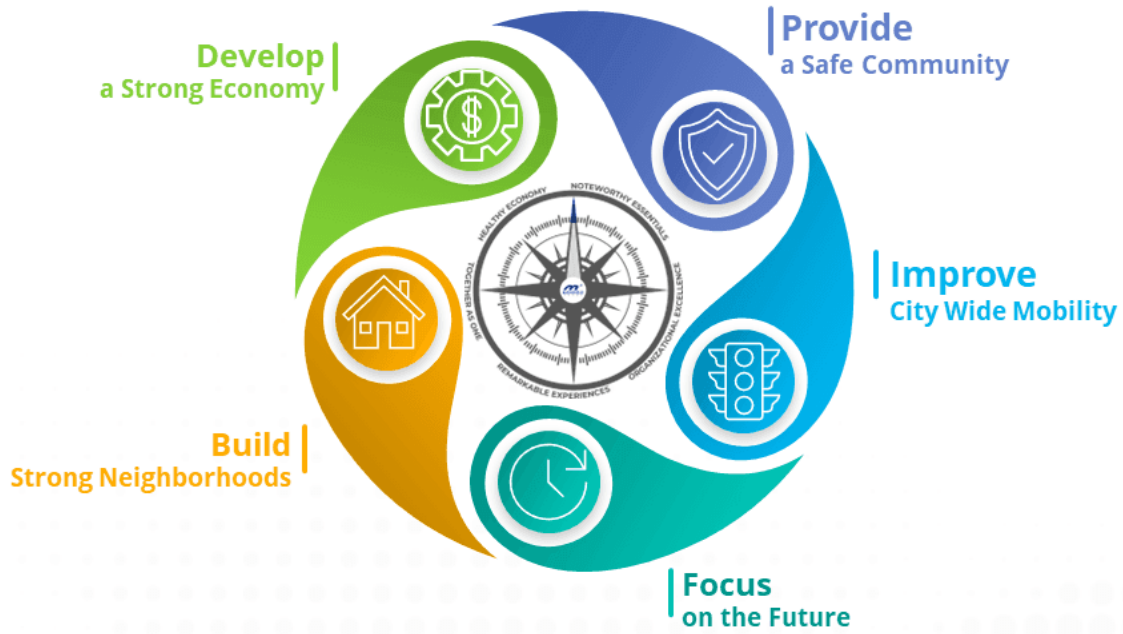 Provide
a Safe Community
Develop
a Strong Economy
Improve
City Wide Mobility
Build
Strong Neighborhoods
Focus
on the Future
HEALTHY ECONOMY
NOTEWORTHY ESSENTIALS
ORGANIZATIONAL EXCELLENCE
REMARKABLE EXPERIENCES
TOGETHER AS ONE
$